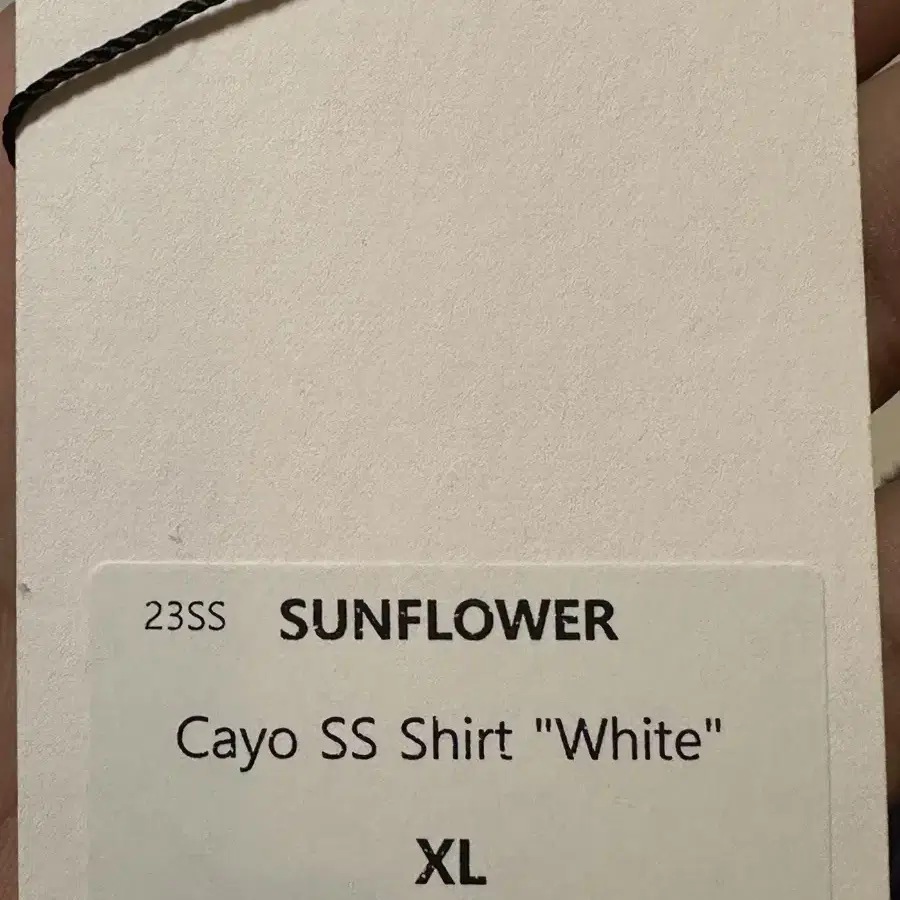 23SS SUNFLOWER
Cayo SS Shirt "White"
XL